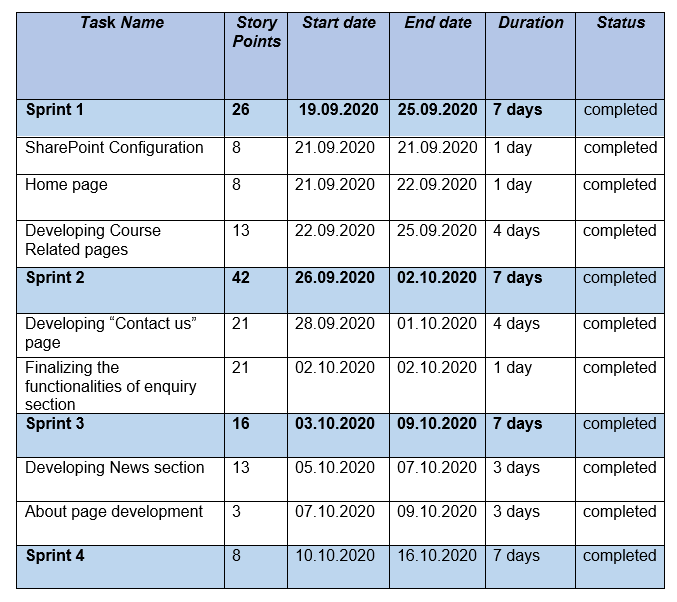 Task Name Story Points Start date End date Duration Status
Sprint 1 26 19.09.2020 25.09.2020 7 days completed
SharePoint Configuration 8 21.09.2020 21.09.2020 1 day completed
Home page 8 21.09.2020 22.09.2020 1 day completed
Developing Course Related pages 13 22.09.2020 25.09.2020 4 days completed
Sprint 2 42 26.09.2020 02.10.2020 7 days completed
Developing “Contact us” page 21 28.09.2020 01.10.2020 4 days completed
Finalizing the functionalities of enquiry section 21 02.10.2020 02.10.2020 1 day completed
Sprint 3 16 03.10.2020 09.10.2020 7 days completed
Developing News section 13 05.10.2020 07.10.2020 3 days completed
About page development 3 07.10.2020 09.10.2020 3 days completed
Sprint 4 8 10.10.2020 16.10.2020 7 days completed